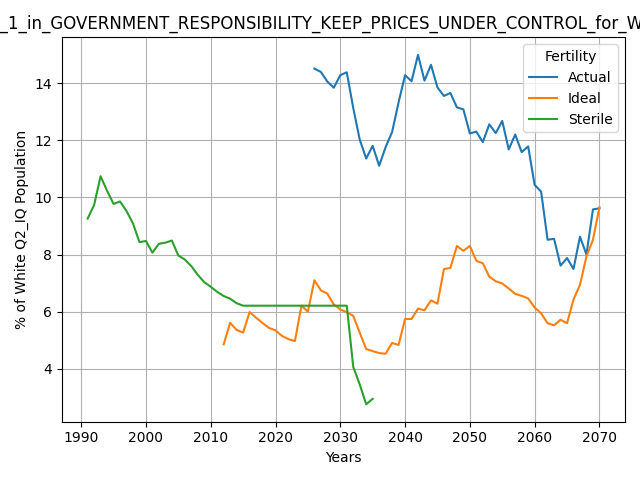 _1_in_GOVERNMENT_RESPONSIBILITY_KEEP_PRICES_UNDER_CONTROL_for_W
Fertility
Actual
Ideal
Sterile
% of White Q2_IQ Population
14
12
10
8
6
4
1990 2000 2010 2020 2030 2040 2050 2060 2070
Years